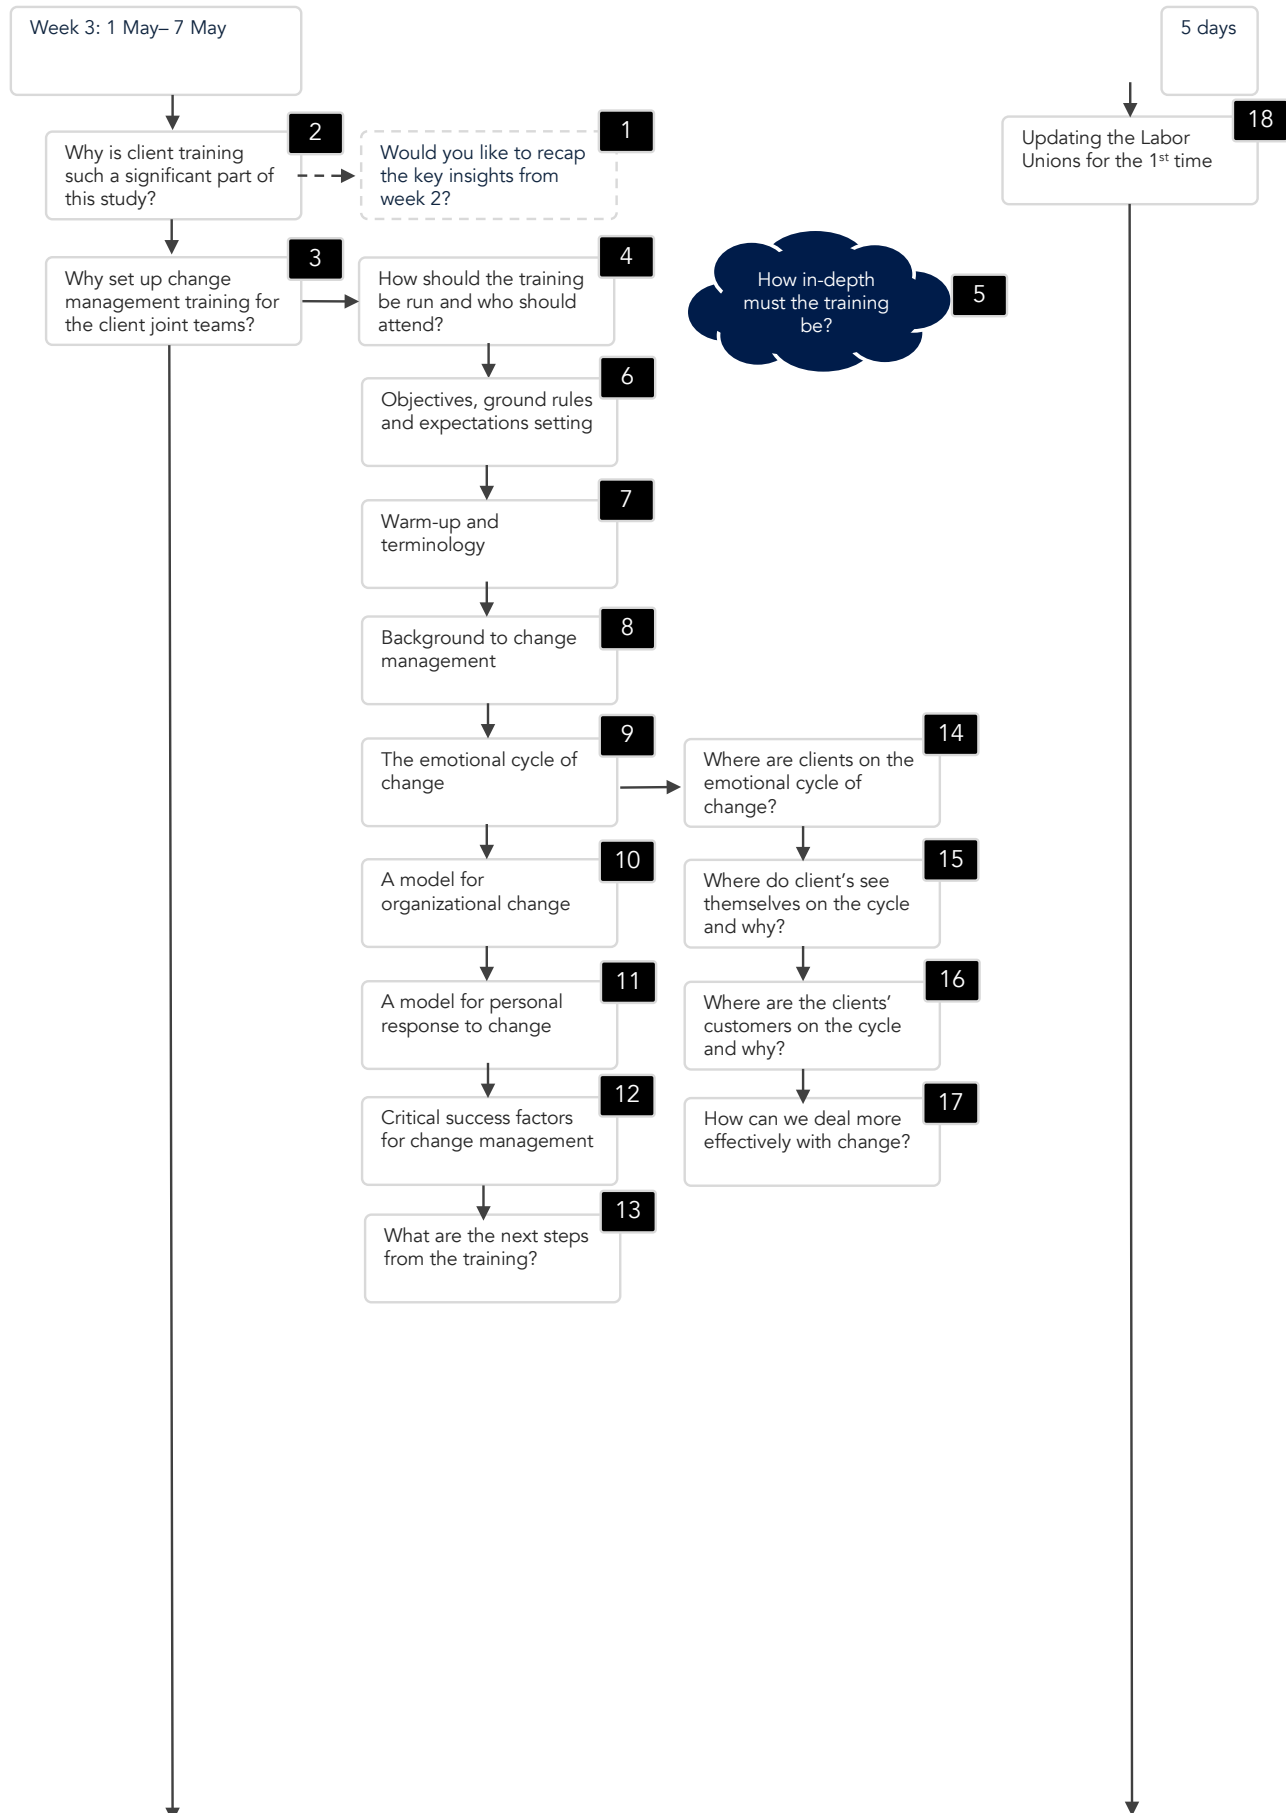 Week 3: 1 May– 7 May
5 days
2
Why is client training
such a significant part of
this study?
1
Would you like to recap
the key insights from
week 2?
18
Updating the Labor
Unions for the 1st time
3
Why set up change
management training for
the client joint teams?
4
How should the training
be run and who should
attend?
5
How in-depth
must the training
be?
6
Objectives, ground rules
and expectations setting
7
Warm-up and
terminology
8
Background to change
management
9
The emotional cycle of
change
14
Where are clients on the
emotional cycle of
change?
10
A model for
organizational change
15
Where do client's see
themselves on the cycle
and why?
11
A model for personal
response to change
16
Where are the clients'
customers on the cycle
and why?
12
Critical success factors
for change management
17
How can we deal more
effectively with change?
13
What are the next steps
from the training?